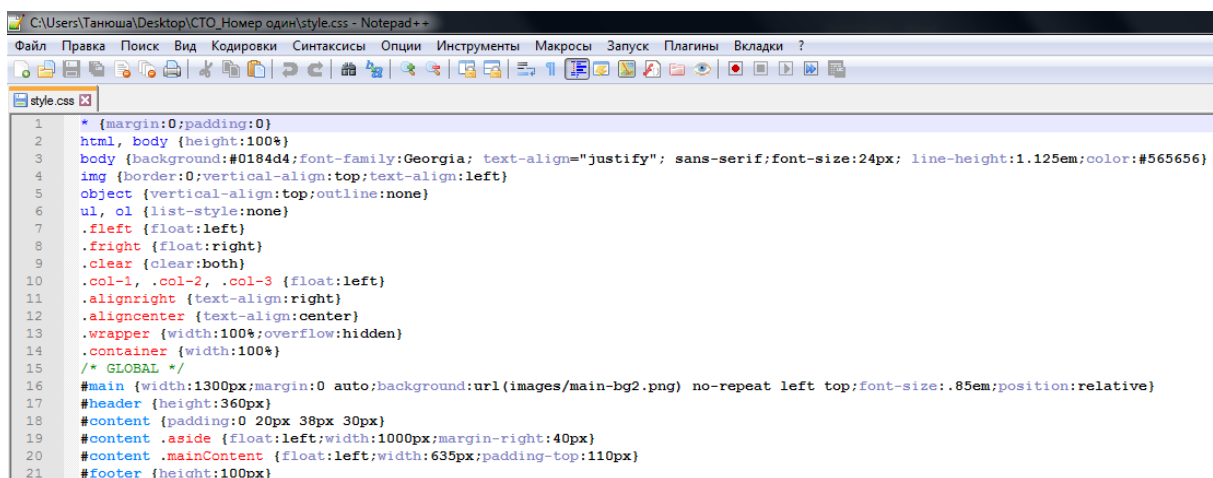 C:\Users\Танюша\Desktop\СТО_Номер один\style.css - Notepad++
Файл Правка Поиск Вид Кодировки Синтаксисы Опции Инструменты Макросы Запуск Плагины Вкладки ?
style.css
1 * {margin:0;padding:0}
2 html, body {height:100%}
3 body {background:#0184d4;font-family:Georgia; text-align="justify"; sans-serif;font-size:24px; line-height:1.125em;color:#565656}
4 img {border:0;vertical-align:top;text-align:left}
5 object {vertical-align:top;outline:none}
6 ul, ol {list-style:none}
7 .fleft {float:left}
8 .fright {float:right}
9 .clear {clear:both}
10 .col-1, .col-2, .col-3 {float:left}
11 .alignright {text-align:right}
12 .aligncenter {text-align:center}
13 .wrapper {width:100%;overflow:hidden}
14 .container {width:100%}
15 /* GLOBAL */
16 #main {width:1300px;margin:0 auto;background:url(images/main-bg2.png) no-repeat left top;font-size:.85em;position:relative}
17 #header {height:360px}
18 #content {padding:0 20px 38px 30px}
19 #content .aside {float:left;width:1000px;margin-right:40px}
20 #content .mainContent {float:left;width:635px;padding-top:110px}
21 #footer {height:100px}